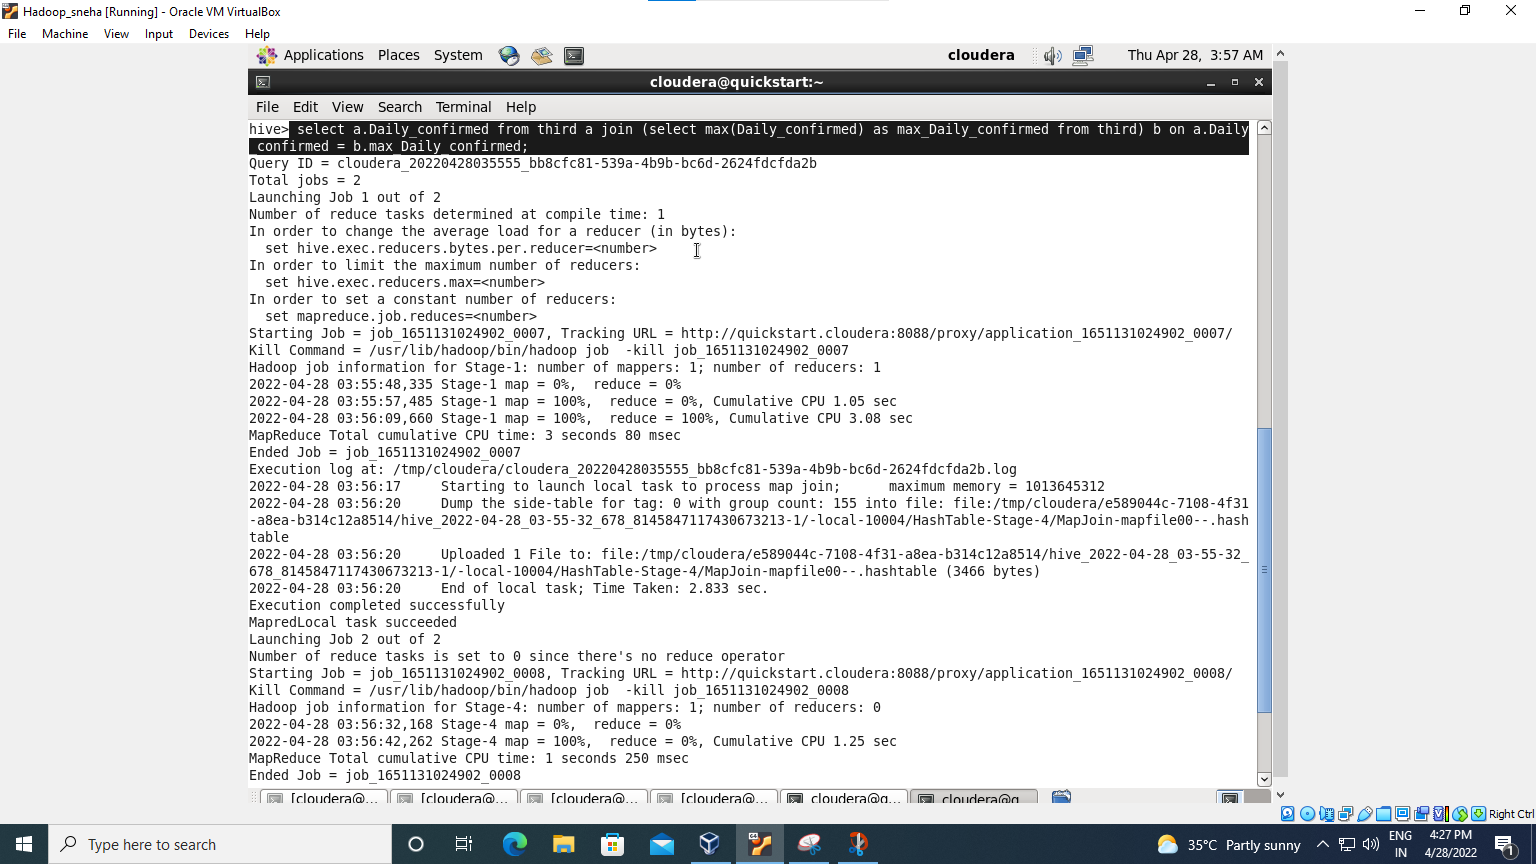 Hadoop_sneha [Running] - Oracle VM VirtualBox
File Machine View Input Devices Help
Applications Places System cloudera Thu Apr 28, 3:57 AM
cloudera@quickstart:~
File Edit View Search Terminal Help
hive> select a.Daily_confirmed from third a join (select max(Daily_confirmed) as max_Daily_confirmed from third) b on a.Daily
_confirmed = b.max_Daily_confirmed;
Query ID = cloudera_20220428035555_bb8cfc81-539a-4b9b-bc6d-2624fdcfda2b
Total jobs = 2
Launching Job 1 out of 2
Number of reduce tasks determined at compile time: 1
In order to change the average load for a reducer (in bytes):
  set hive.exec.reducers.bytes.per.reducer=<number>
In order to limit the maximum number of reducers:
  set hive.exec.reducers.max=<number>
In order to set a constant number of reducers:
  set mapreduce.job.reduces=<number>
Starting Job = job_1651131024902_0007, Tracking URL = http://quickstart.cloudera:8088/proxy/application_1651131024902_0007/
Kill Command = /usr/lib/hadoop/bin/hadoop job  -kill job_1651131024902_0007
Hadoop job information for Stage-1: number of mappers: 1; number of reducers: 1
2022-04-28 03:55:48,335 Stage-1 map = 0%,  reduce = 0%
2022-04-28 03:55:57,485 Stage-1 map = 100%,  reduce = 0%, Cumulative CPU 1.05 sec
2022-04-28 03:56:09,660 Stage-1 map = 100%,  reduce = 100%, Cumulative CPU 3.08 sec
MapReduce Total cumulative CPU time: 3 seconds 80 msec
Ended Job = job_1651131024902_0007
Execution log at: /tmp/cloudera/cloudera_20220428035555_bb8cfc81-539a-4b9b-bc6d-2624fdcfda2b.log
2022-04-28 03:56:17     Starting to launch local task to process map join;      maximum memory = 1013645312
2022-04-28 03:56:20     Dump the side-table for tag: 0 with group count: 155 into file: file:/tmp/cloudera/e589044c-7108-4f31
-a8ea-b314c12a8514/hive_2022-04-28_03-55-32_678_8145847117430673213-1/-local-10004/HashTable-Stage-4/MapJoin-mapfile00--.hash
table
2022-04-28 03:56:20     Uploaded 1 File to: file:/tmp/cloudera/e589044c-7108-4f31-a8ea-b314c12a8514/hive_2022-04-28_03-55-32_
678_8145847117430673213-1/-local-10004/HashTable-Stage-4/MapJoin-mapfile00--.hashtable (3466 bytes)
2022-04-28 03:56:20     End of local task; Time Taken: 2.833 sec.
Execution completed successfully
MapredLocal task succeeded
Launching Job 2 out of 2
Number of reduce tasks is set to 0 since there's no reduce operator
Starting Job = job_1651131024902_0008, Tracking URL = http://quickstart.cloudera:8088/proxy/application_1651131024902_0008/
Kill Command = /usr/lib/hadoop/bin/hadoop job  -kill job_1651131024902_0008
Hadoop job information for Stage-4: number of mappers: 1; number of reducers: 0
2022-04-28 03:56:32,168 Stage-4 map = 0%,  reduce = 0%
2022-04-28 03:56:42,262 Stage-4 map = 100%,  reduce = 0%, Cumulative CPU 1.25 sec
MapReduce Total cumulative CPU time: 1 seconds 250 msec
Ended Job = job_1651131024902_0008
[cloudera@... [cloudera@... [cloudera@... [cloudera@... cloudera@q... cloudera@q...
Right Ctrl
Type here to search
35°C Partly sunny
ENG
IN
4:27 PM
4/28/2022
1